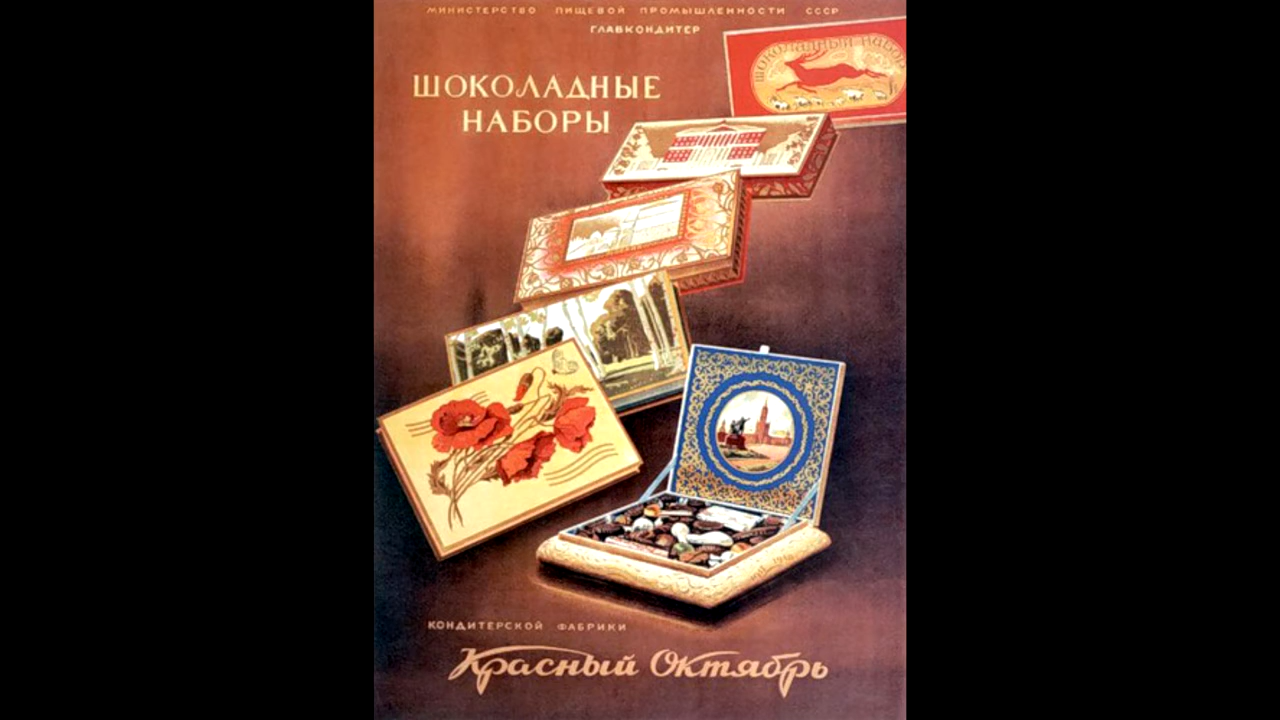 МИНИСТЕРСТВО ПИЩЕВОЙ ПРОМЫШЛЕННОСТИ СССР
ГЛАВКОНДИТЕР
ШОКОЛАДНЫЙ НАБОР
ШОКОЛАДНЫЕ
НАБОРЫ
КОНДИТЕРСКОЙ ФАБРИКИ
Красный Октябрь